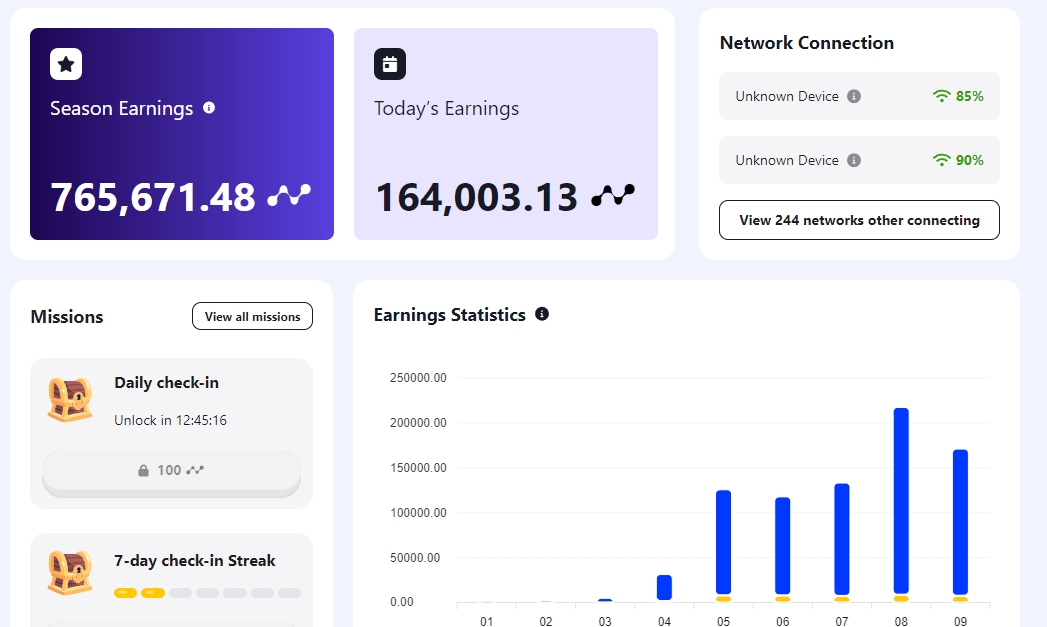 Season Earnings
765,671.48
Today’s Earnings
164,003.13
Network Connection
Unknown Device
85%
Unknown Device
90%
View 244 networks other connecting
Missions
View all missions
Daily check-in
Unlock in 12:45:16
100
7-day check-in Streak
Earnings Statistics
250000.00
200000.00
150000.00
100000.00
50000.00
0.00
01 02 03 04 05 06 07 08 09